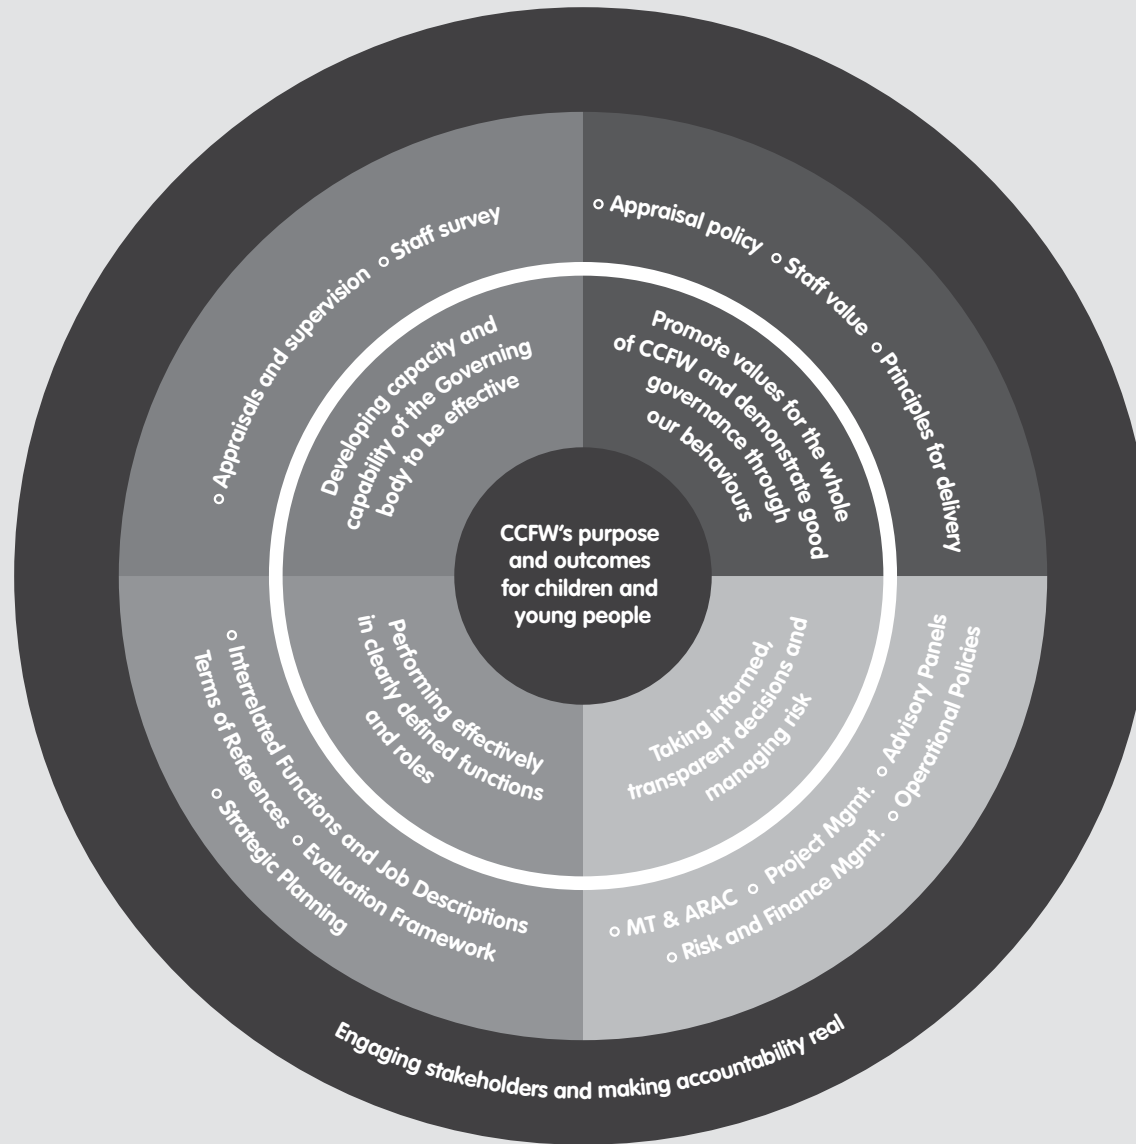 CCFW's purpose
and outcomes
for children and
young people
Developing capacity and
capability of the Governing
body to be effective
Promote values for the whole
of CCFW and demonstrate good
governance through
our behaviours
Performing effectively
in clearly defined functions
and roles
Taking informed,
transparent decisions and
managing risk
Appraisals and supervision
Staff survey
Appraisal policy
Staff value
Principles for delivery
Interrelated Functions and Job Descriptions
Terms of References
Evaluation Framework
Strategic Planning
MT & ARAC
Project Mgmt.
Advisory Panels
Risk and Finance Mgmt.
Operational Policies
Engaging stakeholders and making accountability real